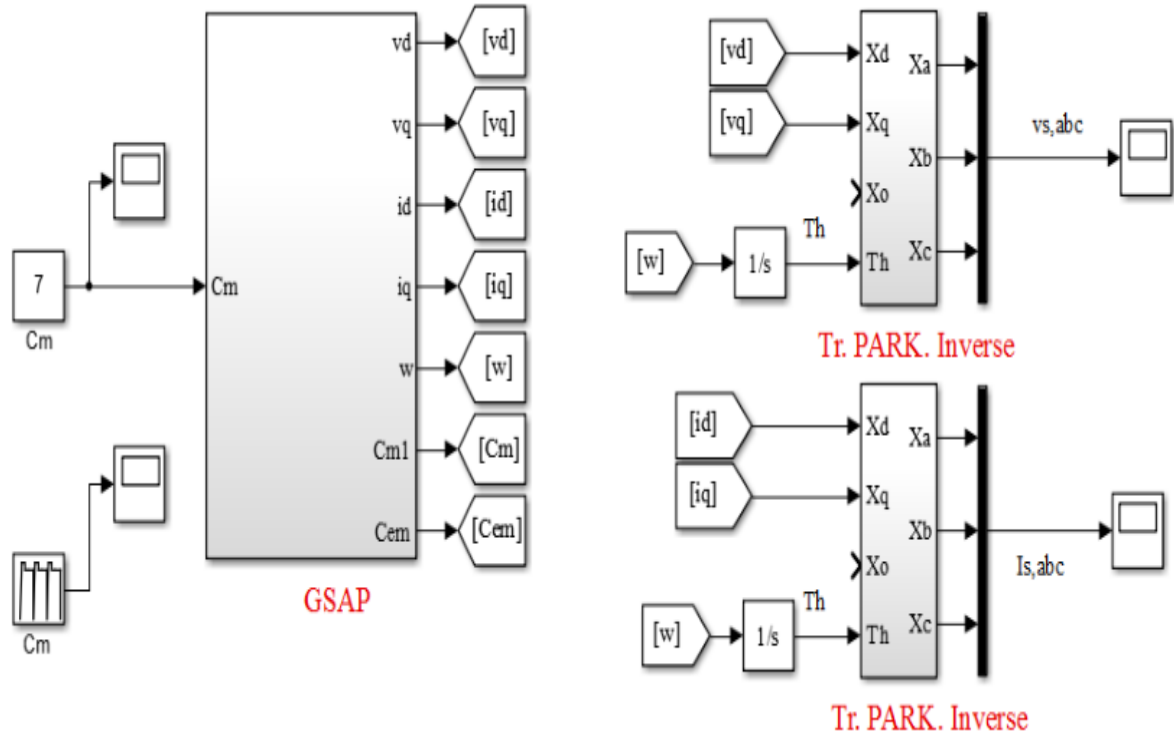 vd
[vd]
vq
[vq]
id
[id]
7
Cm
Cm
iq
[iq]
w
[w]
Cm1
[Cm]
Cem
[Cem]
Cm
GSAP
[vd]
Xd
Xa
[vq]
Xq
vs,abc
Xb
Xo
Th
[w]
1/s
Th
Xc
Tr. PARK. Inverse
[id]
Xd
Xa
[iq]
Xq
Xb
Xo
Is,abc
Th
[w]
1/s
Th
Xc
Tr. PARK. Inverse